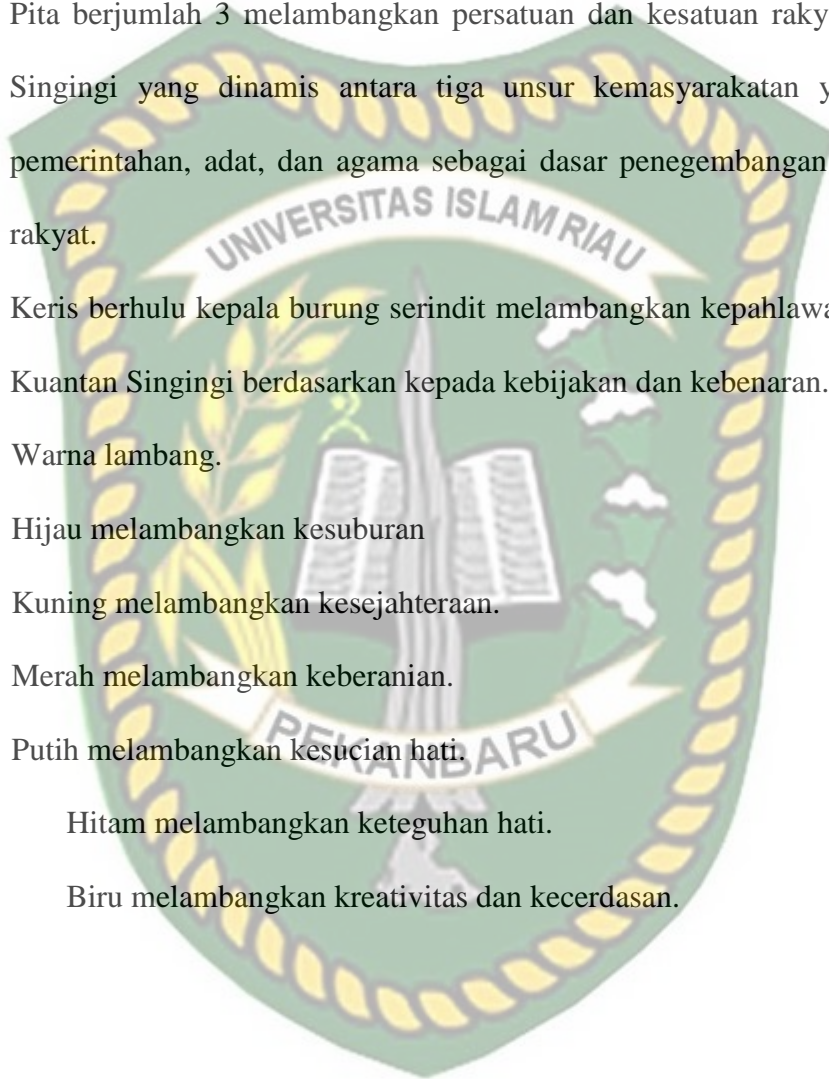 Pita berjumlah 3 melambangkan persatuan dan kesatuan
Singingi yang dinamis antara tiga unsur kemasyarakatan
pemerintahan, adat, dan agama sebagai dasar penegembangan
rakyat.
UNIVERSITAS ISLAM RIAU
Keris berhulu kepala burung serindit melambangkan
Kuantan Singingi berdasarkan kepada kebijakan dan kebenaran.
Warna lambang.
Hijau melambangkan kesuburan
Kuning melambangkan kesejahteraan.
Merah melambangkan keberanian.
Putih melambangkan kesucian hati.
PEKANBARU
Hitam melambangkan keteguhan hati.
Biru melambangkan kreativitas dan kecerdasan.